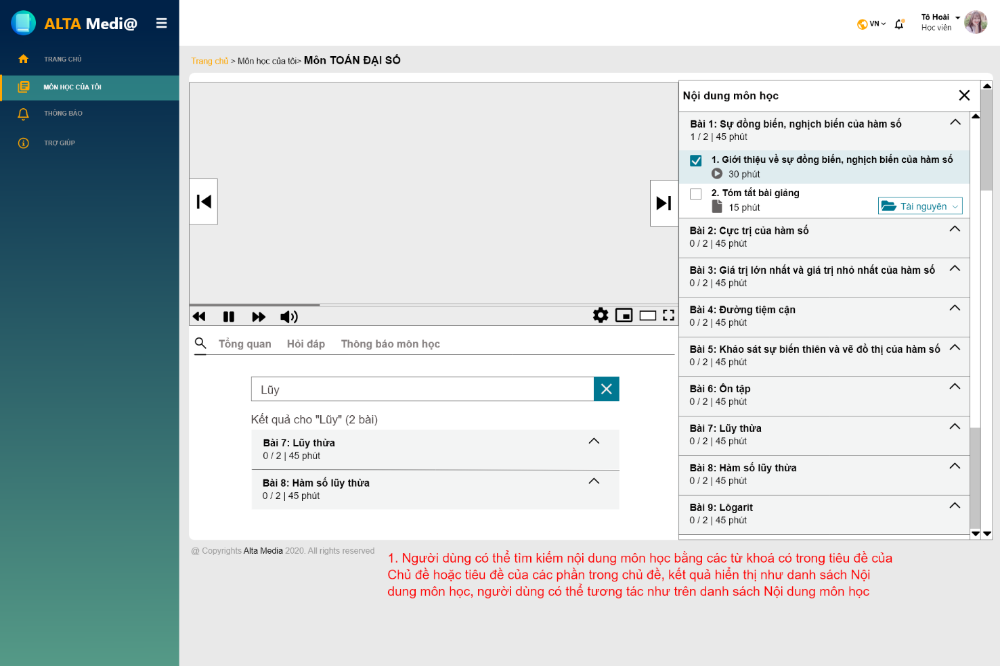 ALTA Medi@
TRANG CHỦ
MÔN HỌC CỦA TÔI
THÔNG BÁO
TRỢ GIÚP
VN
Tô Hoài
Học viên
Trang chủ > Môn học của tôi> Môn TOÁN ĐẠI SỐ
Tổng quan Hỏi đáp Thông báo môn học
Lũy
Kết quả cho "Lũy" (2 bài)
Bài 7: Lũy thừa
0 / 2 | 45 phút
Bài 8: Hàm số lũy thừa
0 / 2 | 45 phút
Nội dung môn học
Bài 1: Sự đồng biến, nghịch biến của hàm số
1 / 2 | 45 phút
1. Giới thiệu về sự đồng biến, nghịch biến của hàm số
30 phút
2. Tóm tắt bài giảng
15 phút
Tài nguyên
Bài 2: Cực trị của hàm số
0 / 2 | 45 phút
Bài 3: Giá trị lớn nhất và giá trị nhỏ nhất của hàm số
0 / 2 | 45 phút
Bài 4: Đường tiệm cận
0 / 2 | 45 phút
Bài 5: Khảo sát sự biến thiên và vẽ đồ thị của hàm số
0 / 2 | 45 phút
Bài 6: Ôn tập
0 / 2 | 45 phút
Bài 7: Lũy thừa
0 / 2 | 45 phút
Bài 8: Hàm số lũy thừa
0 / 2 | 45 phút
Bài 9: Lôgarit
0 / 2 | 45 phút
@ Copyrights Alta Media 2020. All rights reserved
1. Người dùng có thể tìm kiếm nội dung môn học bằng các từ khoá có trong tiêu đề của
Chủ đề hoặc tiêu đề của các phần trong chủ đề, kết quả hiển thị như danh sách Nội
dung môn học, người dùng có thể tương tác như trên danh sách Nội dung môn học